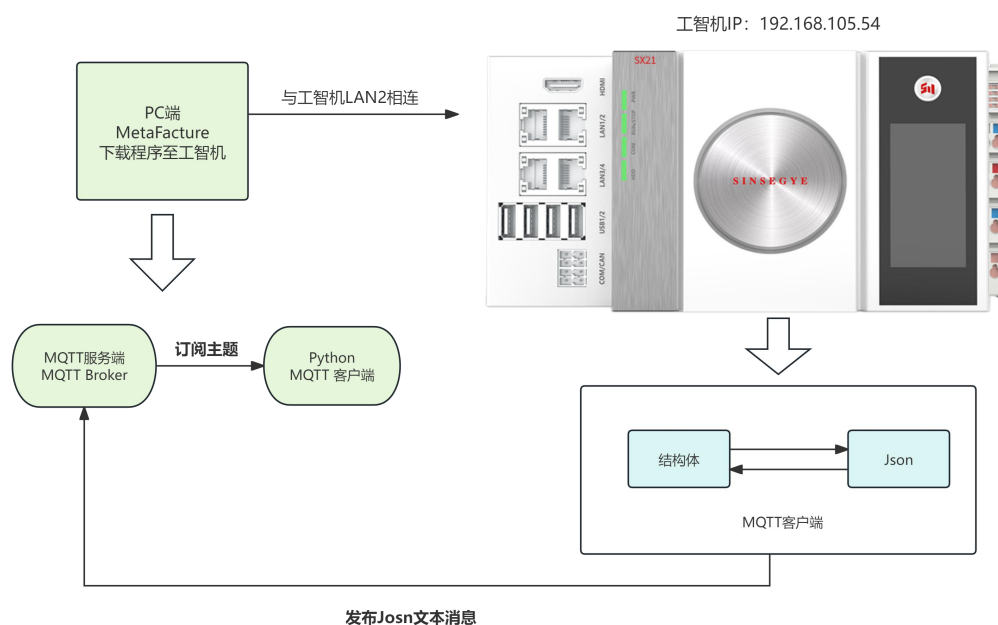 工智机IP：192.168.105.54
PC端
MetaFacture
下载程序至工智机
与工智机LAN2相连
SX21
HDMI
LAN1/2
LAN3/4
USB1/2
COM/CAN
PWR
RUN/STOP
COM
HDD
SINSEGYE
MQTT服务端
MQTT Broker
订阅主题
Python
MQTT 客户端
结构体
Json
MQTT客户端
发布Josn文本消息